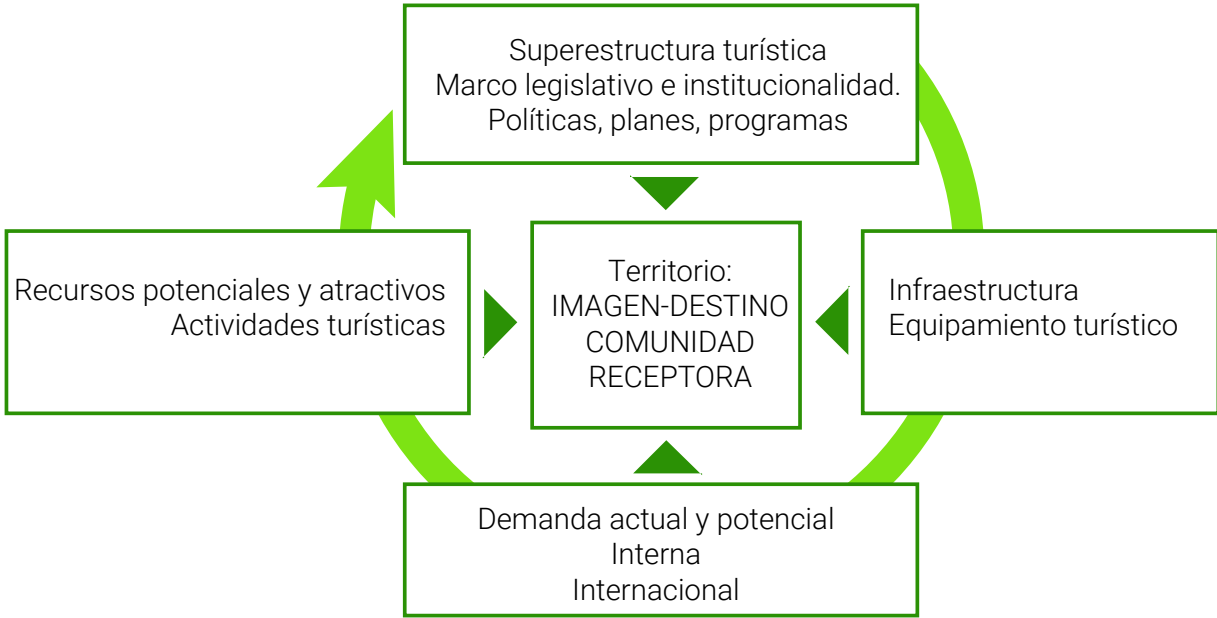 Superestructura turística
Marco legislativo e institucionalidad.
Políticas, planes, programas
Recursos potenciales y atractivos
Actividades turísticas
Territorio:
IMAGEN-DESTINO
COMUNIDAD
RECEPTORA
Infraestructura
Equipamiento turístico
Demanda actual y potencial
Interna
Internacional